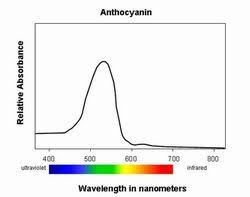 Anthocyanin
Relative Absorbance
400 500 600 700 800
ultraviolet infrared
Wavelength in nanometers